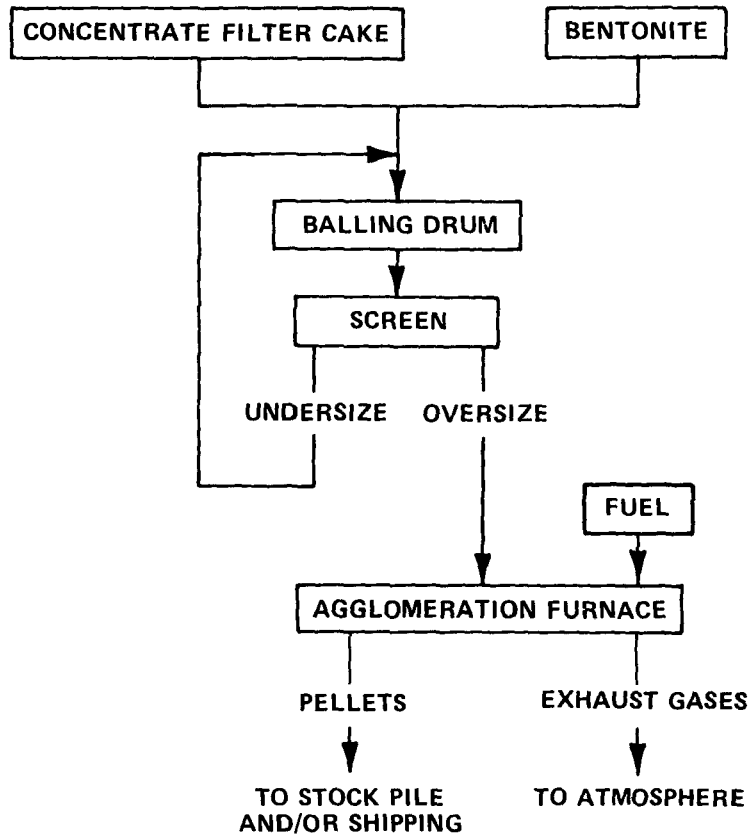 CONCENTRATE FILTER CAKE
BENTONITE
BALLING DRUM
SCREEN
UNDERSIZE
OVERSIZE
FUEL
AGGLOMERATION FURNACE
PELLETS
EXHAUST GASES
TO STOCK PILE
AND/OR SHIPPING
TO ATMOSPHERE